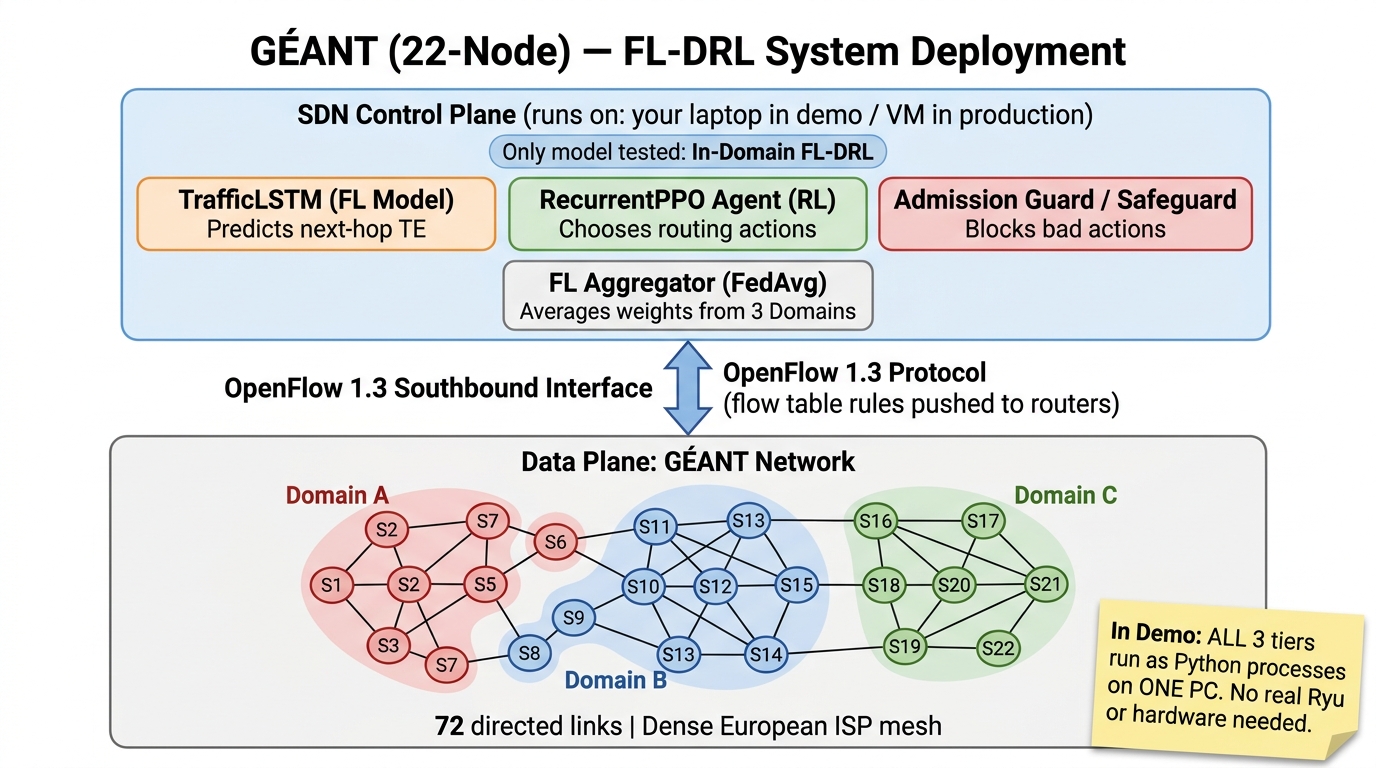 GÉANT (22-Node) — FL-DRL System Deployment
SDN Control Plane (runs on: your laptop in demo / VM in production)
Only model tested: In-Domain FL-DRL
TrafficLSTM (FL Model)
Predicts next-hop TE
RecurrentPPO Agent (RL)
Chooses routing actions
Admission Guard / Safeguard
Blocks bad actions
FL Aggregator (FedAvg)
Averages weights from 3 Domains
OpenFlow 1.3 Southbound Interface
OpenFlow 1.3 Protocol
(flow table rules pushed to routers)
Data Plane: GÉANT Network
Domain A
S2
S7
S6
S1
S2
S5
S3
S7
S11
S13
S10
S12
S15
S9
S8
S13
S14
Domain B
Domain C
S16
S17
S18
S20
S21
S19
S22
72 directed links | Dense European ISP mesh
In Demo: ALL 3 tiers
run as Python processes
on ONE PC. No real Ryu
or hardware needed.